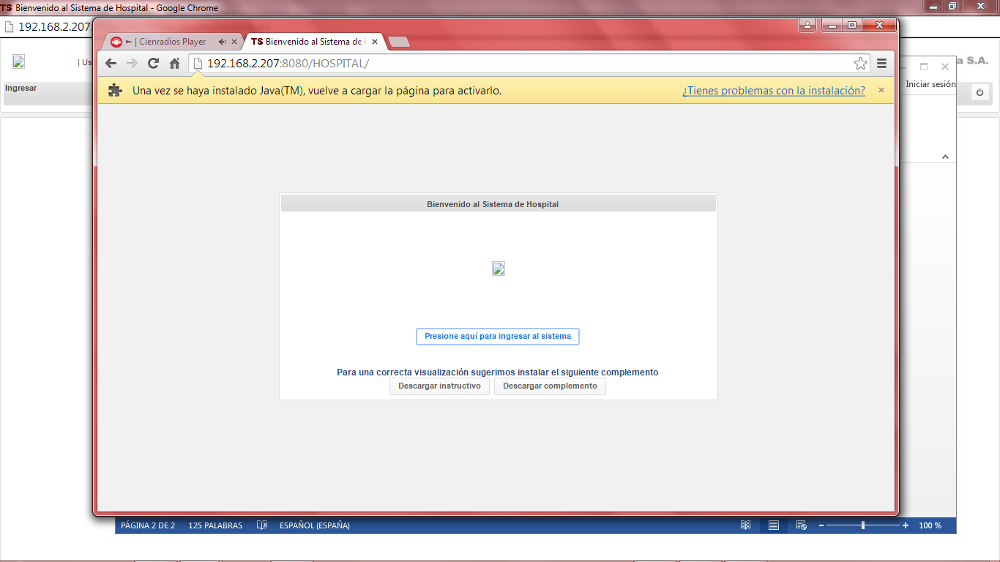 TS Bienvenido al Sistema de Hospital - Google Chrome
192.168.2.207:
| Cienradios Player
TS Bienvenido al Sistema de
192.168.2.207:8080/HOSPITAL/
| Us
a S.A.
Ingresar
Iniciar sesión
Una vez se haya instalado Java(TM), vuelve a cargar la página para activarlo.
¿Tienes problemas con la instalación?
Bienvenido al Sistema de Hospital
Presione aquí para ingresar al sistema
Para una correcta visualización sugerimos instalar el siguiente complemento
Descargar instructivo
Descargar complemento
PÁGINA 2 DE 2
125 PALABRAS
ESPAÑOL (ESPAÑA)
100 %